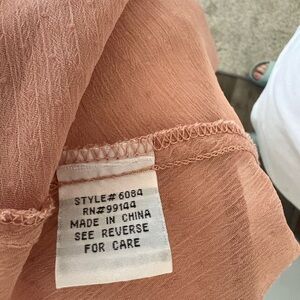 STYLE# 6084
RN#99144
MADE IN CHINA
SEE REVERSE
FOR CARE